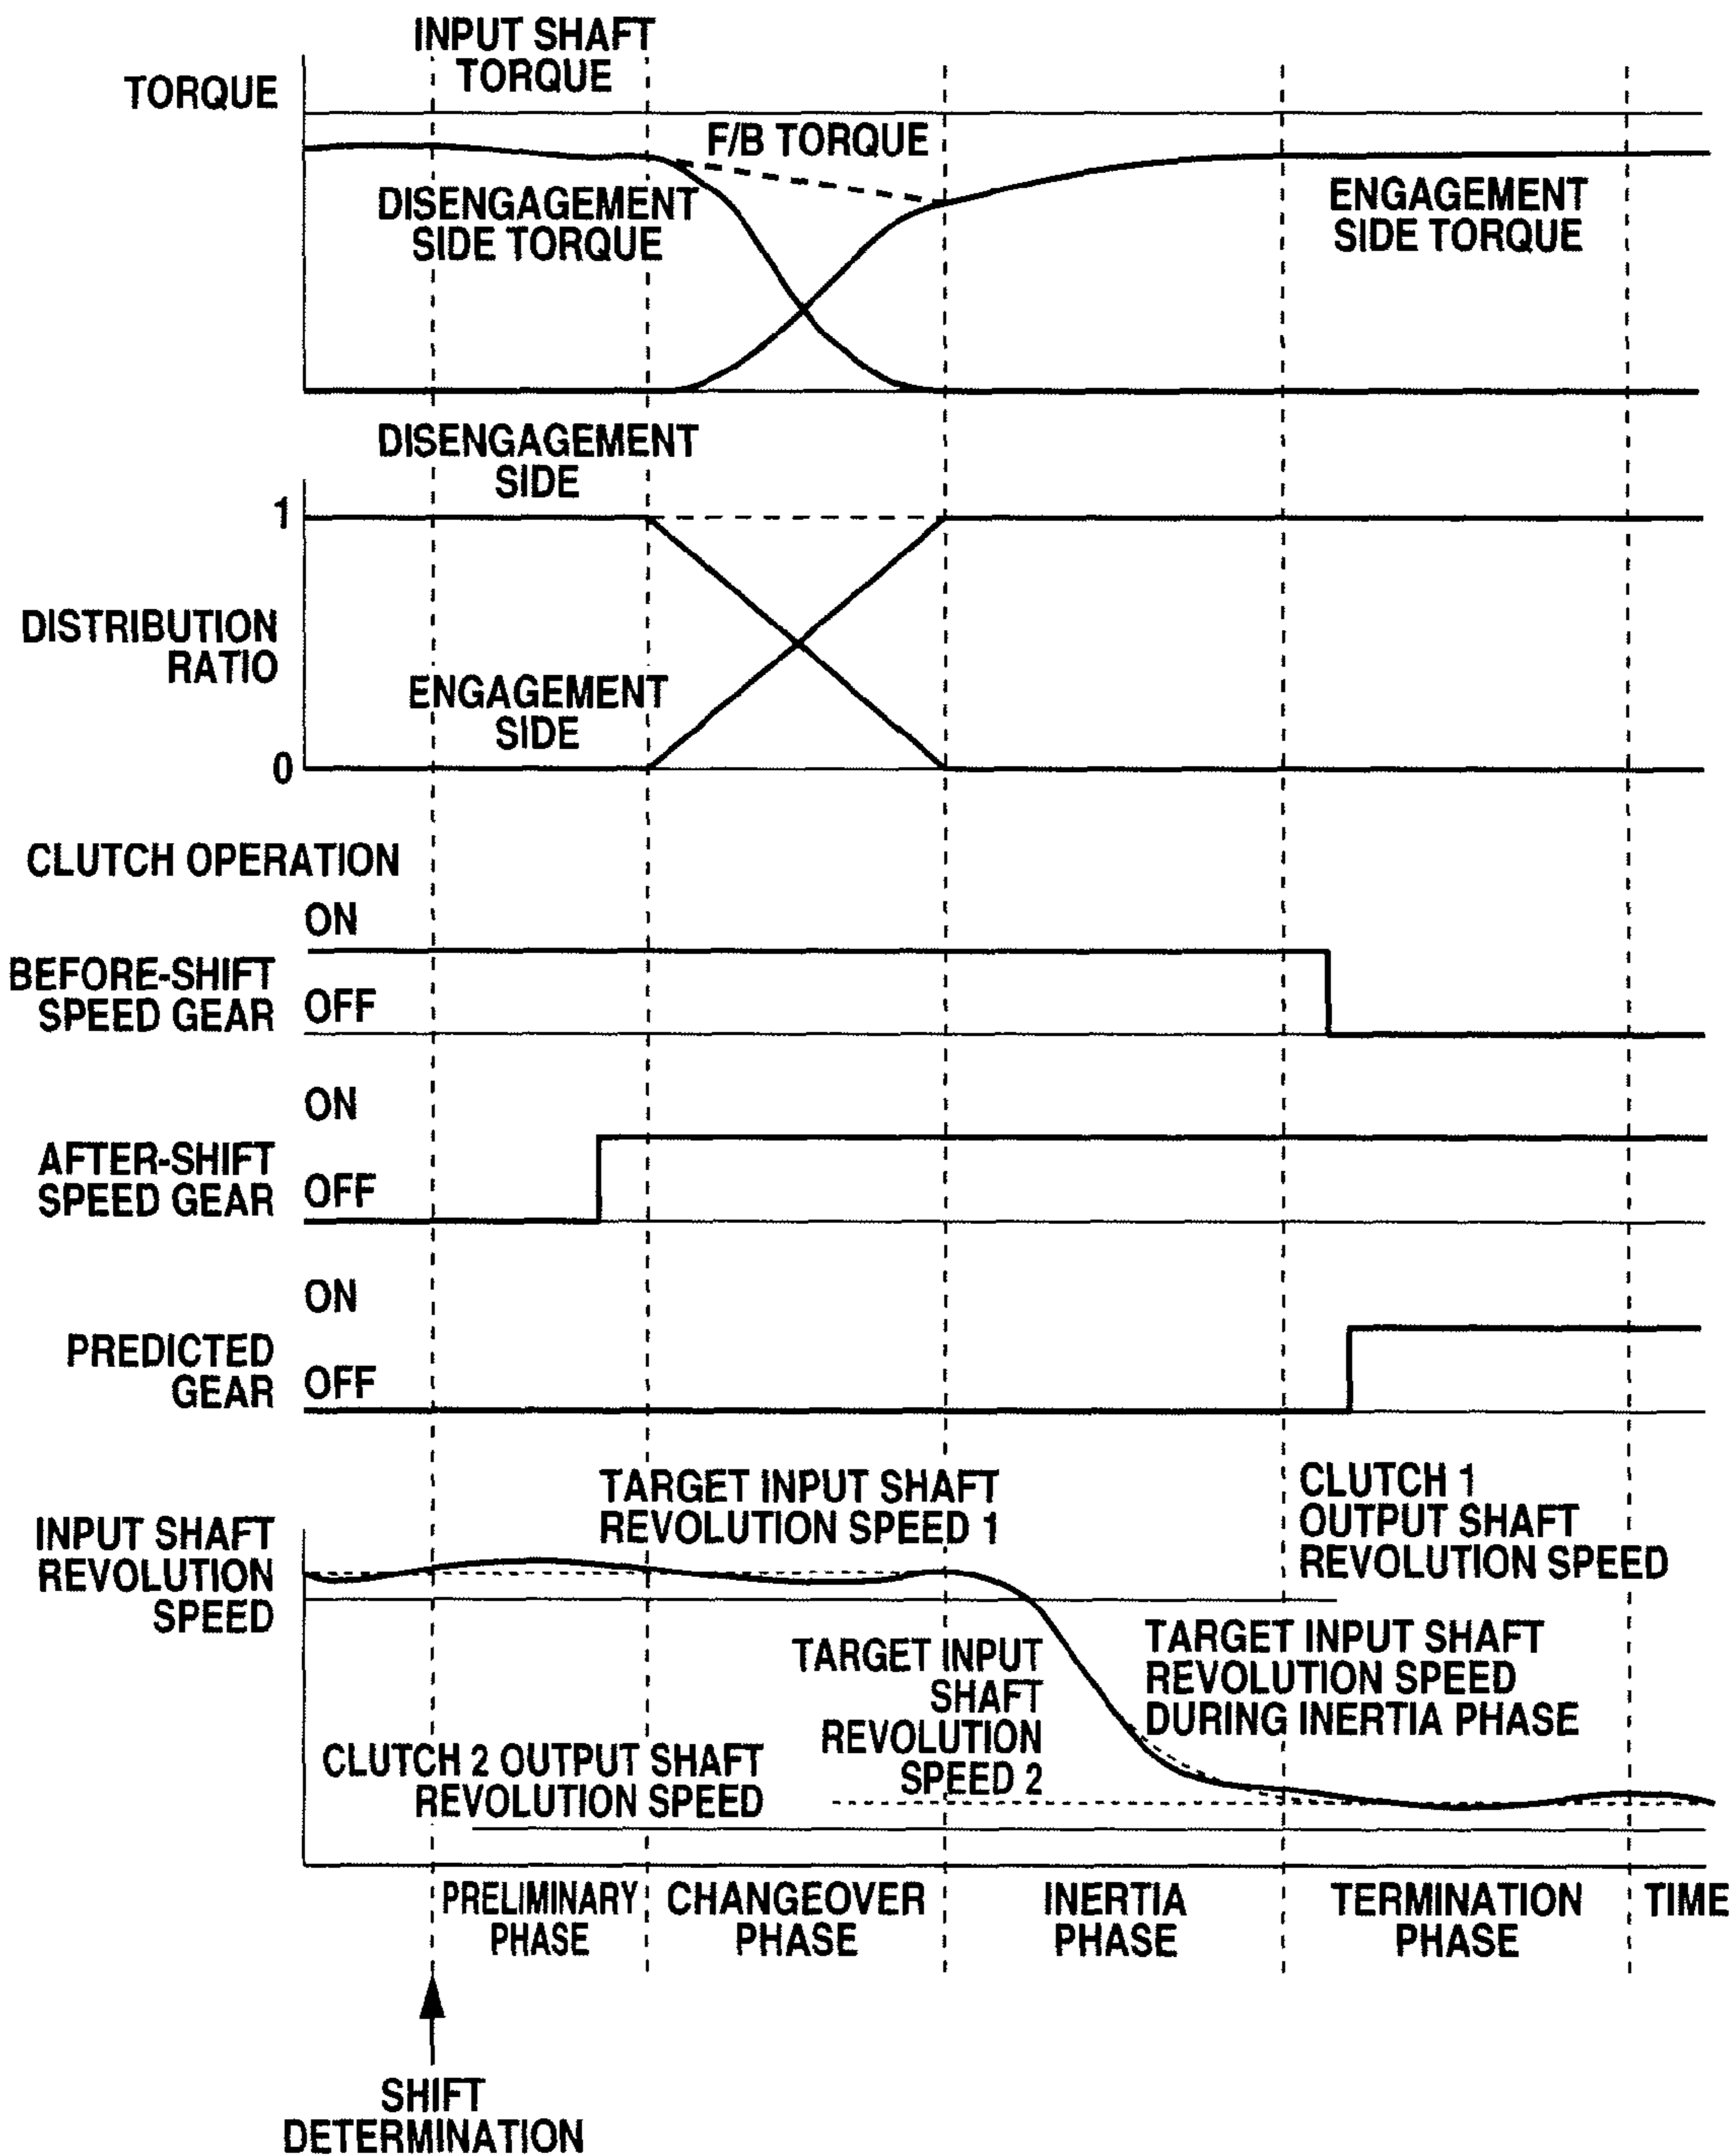 INPUT SHAFT
TORQUE
TORQUE
F/B TORQUE
DISENGAGEMENT
SIDE TORQUE
ENGAGEMENT
SIDE TORQUE
DISENGAGEMENT
SIDE
1
DISTRIBUTION
RATIO
ENGAGEMENT
SIDE
0
CLUTCH OPERATION
ON
BEFORE-SHIFT
SPEED GEAR
OFF
ON
AFTER-SHIFT
SPEED GEAR
OFF
ON
PREDICTED
GEAR
OFF
TARGET INPUT SHAFT
REVOLUTION SPEED 1
CLUTCH 1
OUTPUT SHAFT
REVOLUTION SPEED
INPUT SHAFT
REVOLUTION
SPEED
TARGET INPUT
SHAFT
REVOLUTION
SPEED 2
TARGET INPUT SHAFT
REVOLUTION SPEED
DURING INERTIA PHASE
CLUTCH 2 OUTPUT SHAFT
REVOLUTION SPEED
PRELIMINARY
PHASE
CHANGEOVER
PHASE
INERTIA
PHASE
TERMINATION
PHASE
TIME
SHIFT
DETERMINATION